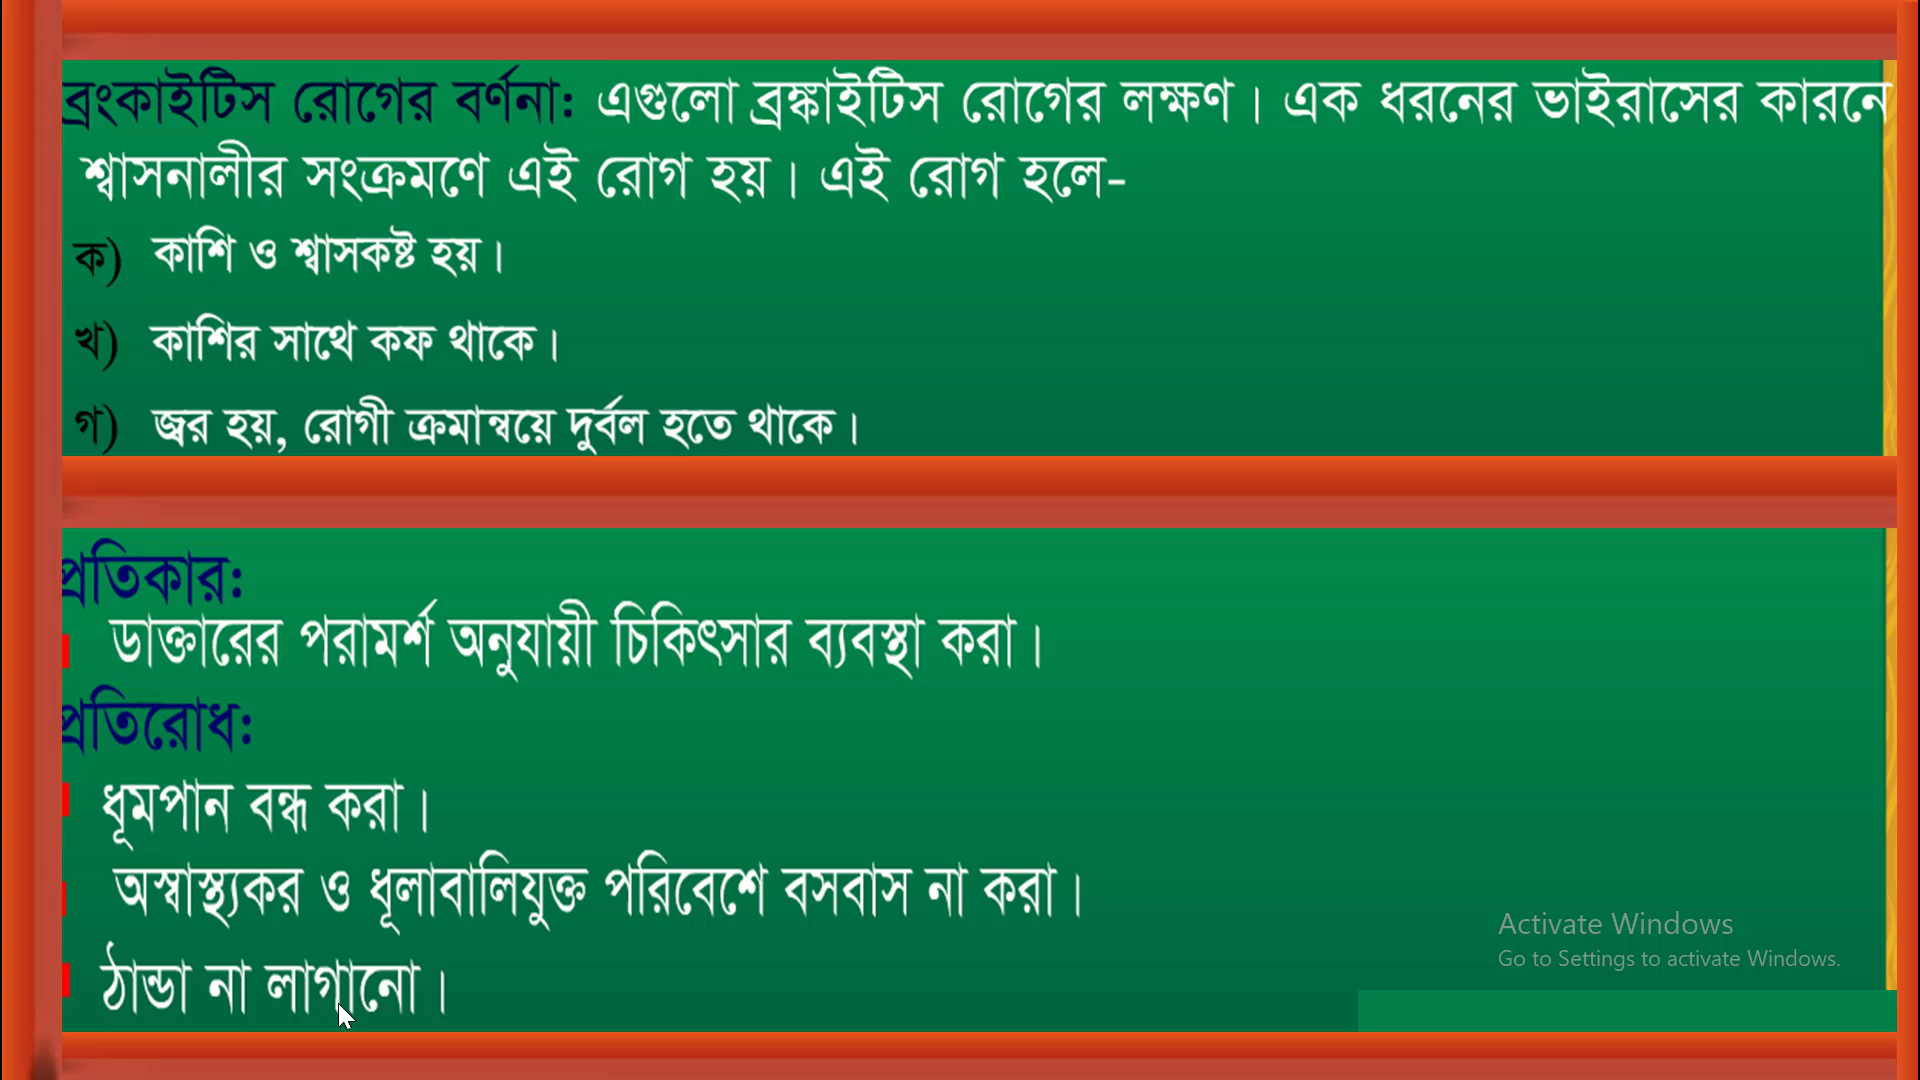 ব্রংকাইটিস রোগের বর্ণনা: এগুলো ব্রঙ্কাইটিস রোগের লক্ষণ। এক ধরনের ভাইরাসের কারনে
শ্বাসনালীর সংক্রমণে এই রোগ হয়। এই রোগ হলে-
ক) কাশি ও শ্বাসকষ্ট হয়।
খ) কাশির সাথে কফ থাকে।
গ) জ্বর হয়, রোগী ক্রমান্বয়ে দুর্বল হতে থাকে।
প্রতিকার:
ডাক্তারের পরামর্শ অনুযায়ী চিকিৎসার ব্যবস্থা করা।
প্রতিরোধ:
ধূমপান বন্ধ করা।
অস্বাস্থ্যকর ও ধূলাবালিযুক্ত পরিবেশে বসবাস না করা।
ঠান্ডা না লাগানো।
Activate Windows
Go to Settings to activate Windows.